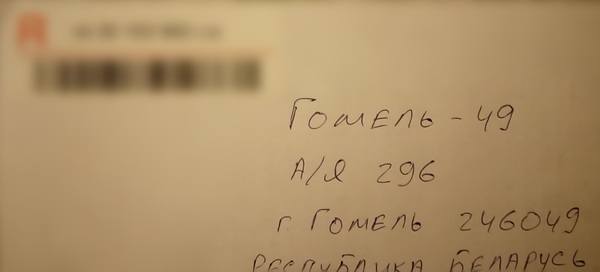 Гомель - 49
А/Я 296
г. Гомель 246049
РЕСПУБЛИКА БЕЛАРУСЬ